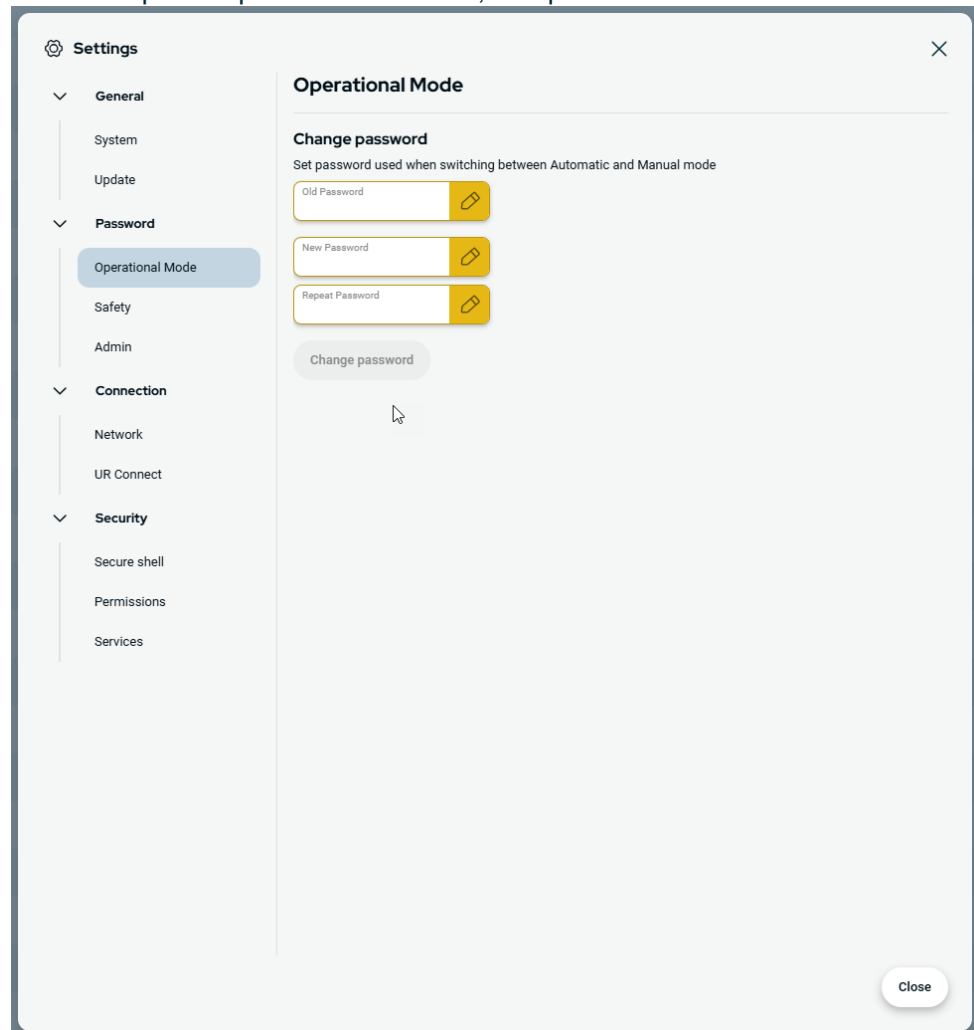 Settings
General
System
Update
Password
Operational Mode
Safety
Admin
Connection
Network
UR Connect
Security
Secure shell
Permissions
Services
Operational Mode
Change password
Set password used when switching between Automatic and Manual mode
Old Password
New Password
Repeat Password
Change password
Close